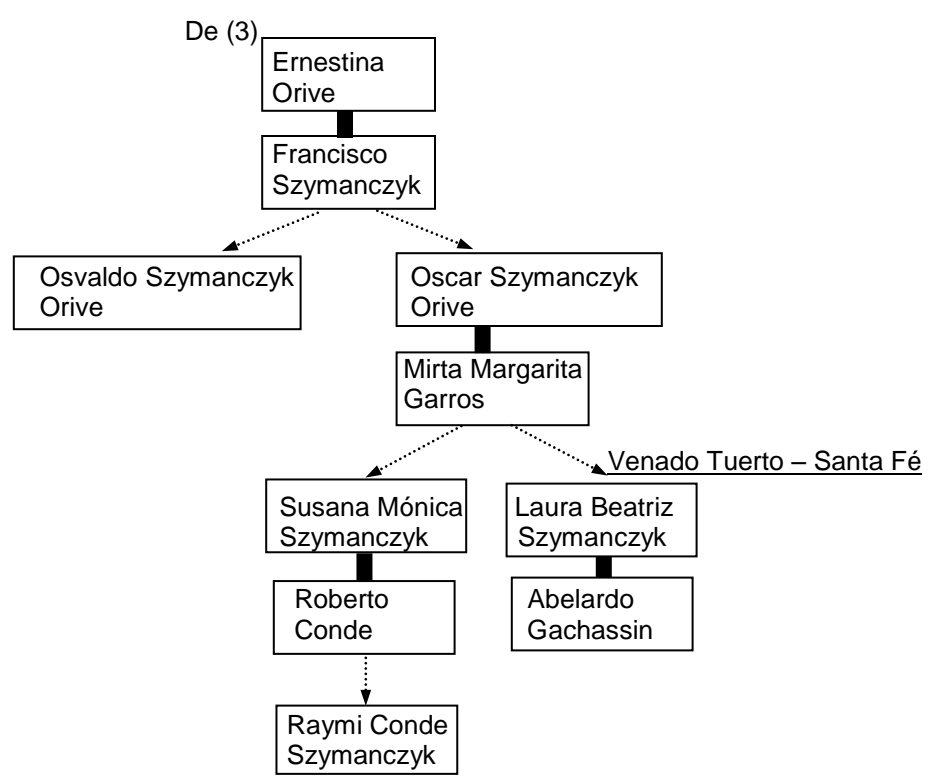 De (3)
Ernestina
Orive
Francisco
Szymanczyk
Osvaldo Szymanczyk
Orive
Oscar Szymanczyk
Orive
Mirta Margarita
Garros
Venado Tuerto – Santa Fé
Susana Mónica
Szymanczyk
Laura Beatriz
Szymanczyk
Roberto
Conde
Abelardo
Gachassin
Raymi Conde
Szymanczyk